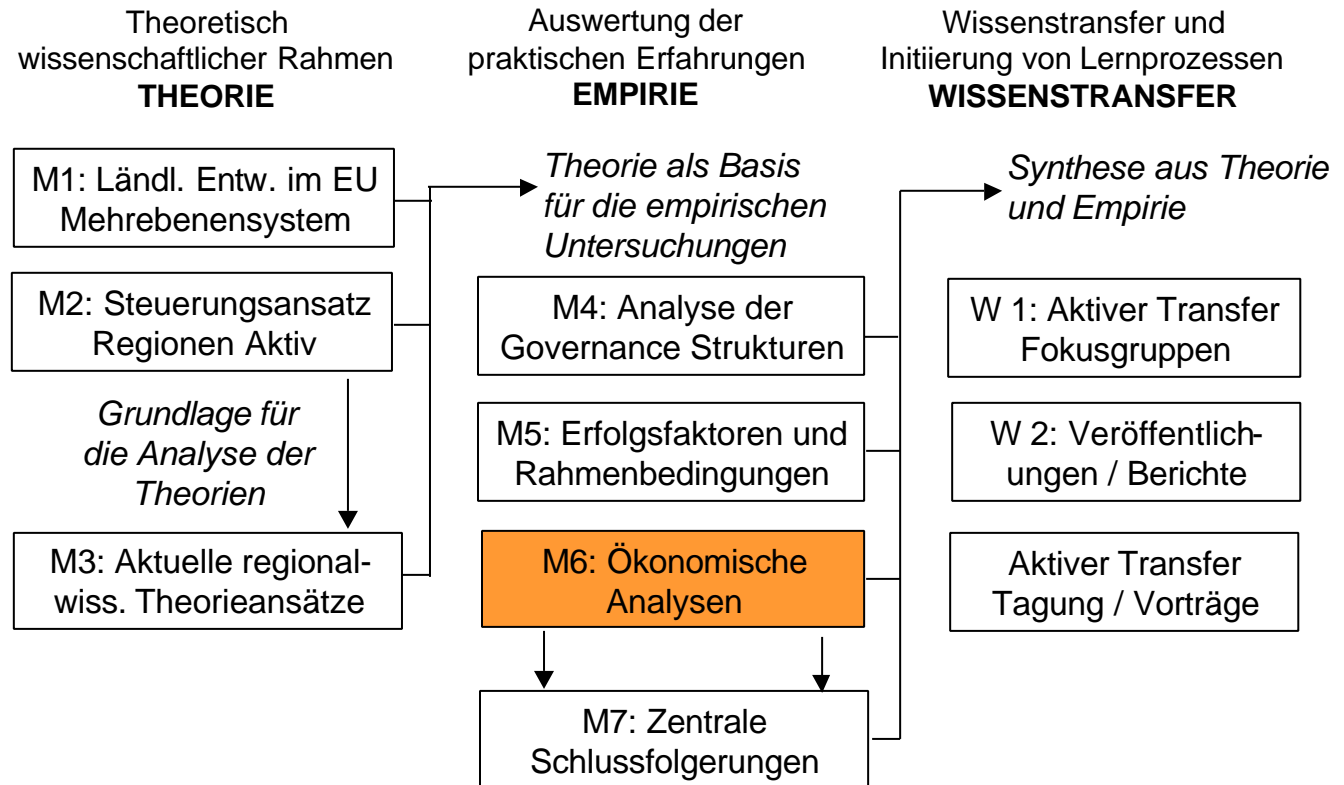 Theoretisch
wissenschaftlicher Rahmen
THEORIE
M1: Ländl. Entw. im EU
Mehrebenensystem
M2: Steuerungsansatz
Regionen Aktiv
Grundlage für
die Analyse der
Theorien
M3: Aktuelle regional-
wiss. Theorieansätze
Auswertung der
praktischen Erfahrungen
EMPIRIE
Theorie als Basis
für die empirischen
Untersuchungen
M4: Analyse der
Governance Strukturen
M5: Erfolgsfaktoren und
Rahmenbedingungen
M6: Ökonomische
Analysen
M7: Zentrale
Schlussfolgerungen
Wissenstransfer und
Initiierung von Lernprozessen
WISSENSTRANSFER
Synthese aus Theorie
und Empirie
W 1: Aktiver Transfer
Fokusgruppen
W 2: Veröffentlich-
ungen / Berichte
Aktiver Transfer
Tagung / Vorträge